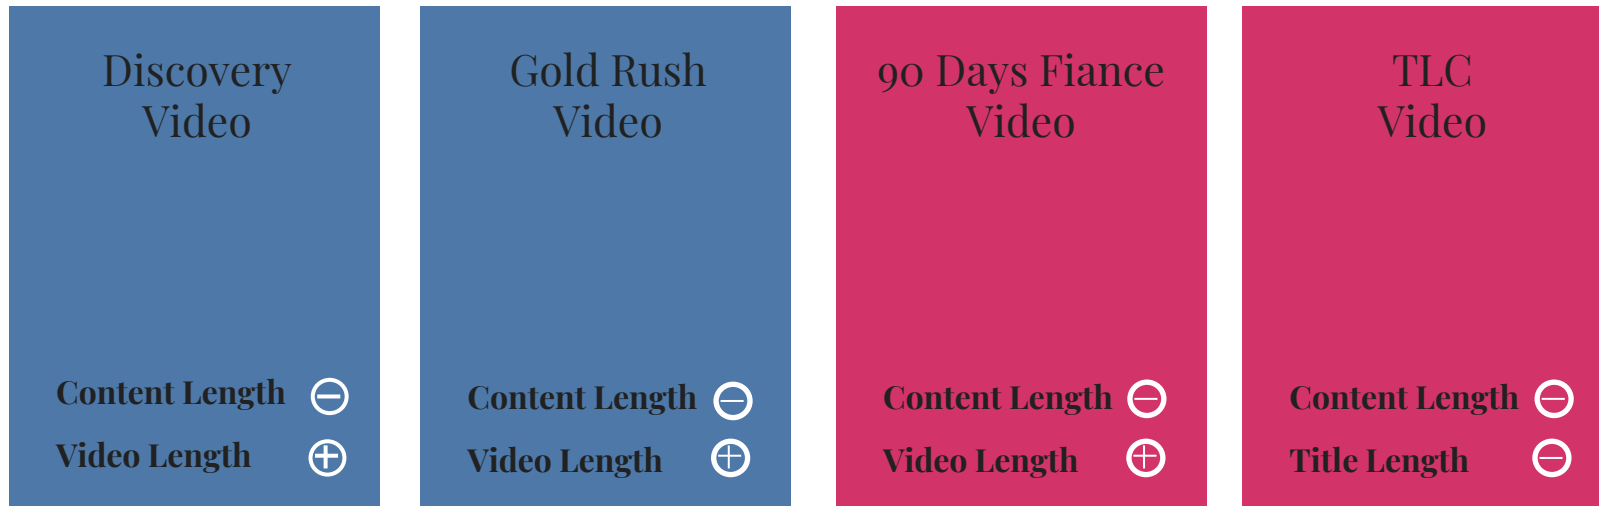 Discovery
Video
Content Length
Video Length
Gold Rush
Video
Content Length
Video Length
90 Days Fiance
Video
Content Length
Video Length
TLC
Video
Content Length
Title Length